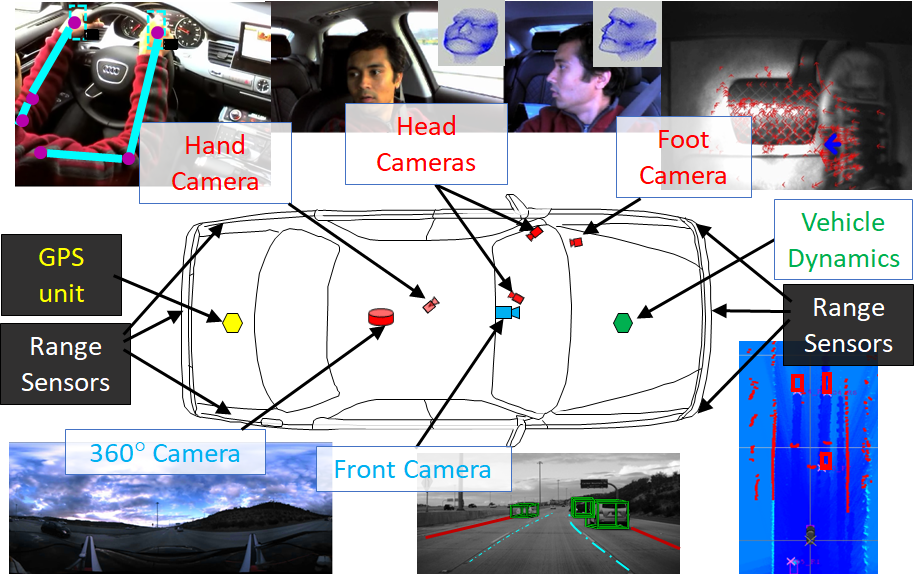 Hand
Camera
Head
Cameras
Foot
Camera
Vehicle
Dynamics
GPS
unit
Range
Sensors
Range
Sensors
360° Camera
Front Camera